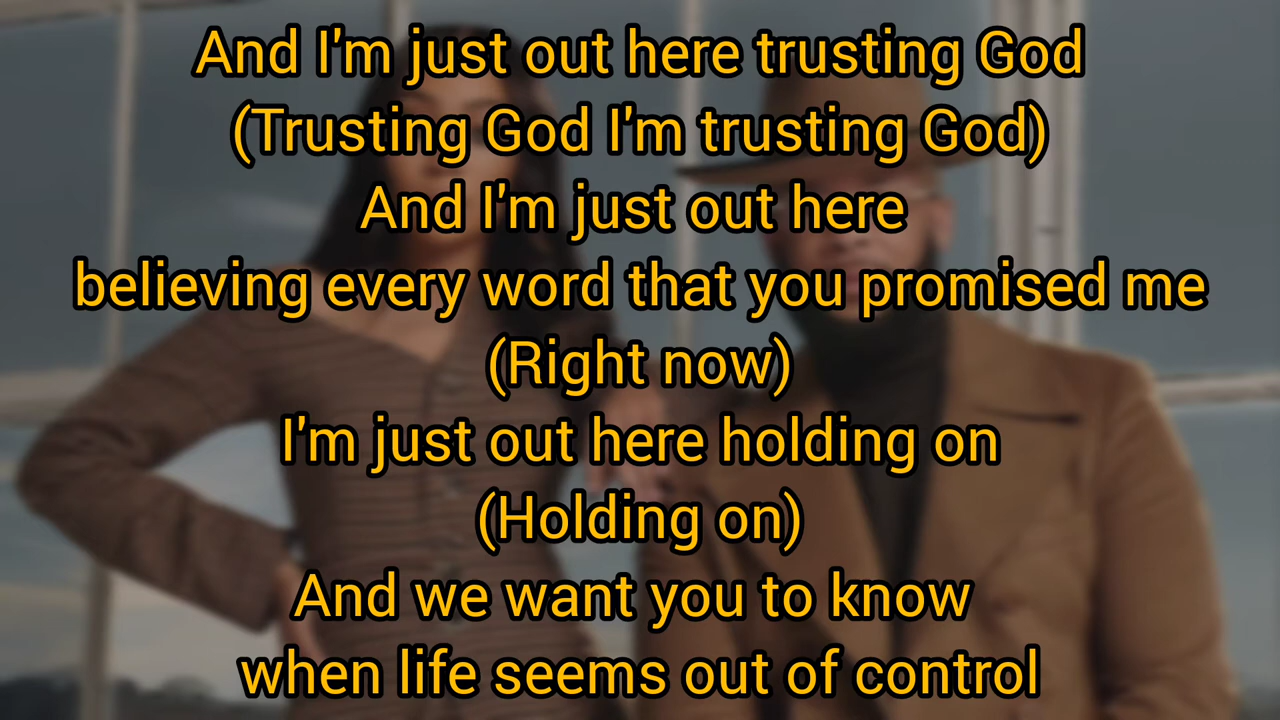 And I'm just out here trusting God
(Trusting God I'm trusting God)
And I'm just out here
believing every word that you promised me
(Right now)
I'm just out here holding on
(Holding on)
And we want you to know
when life seems out of control